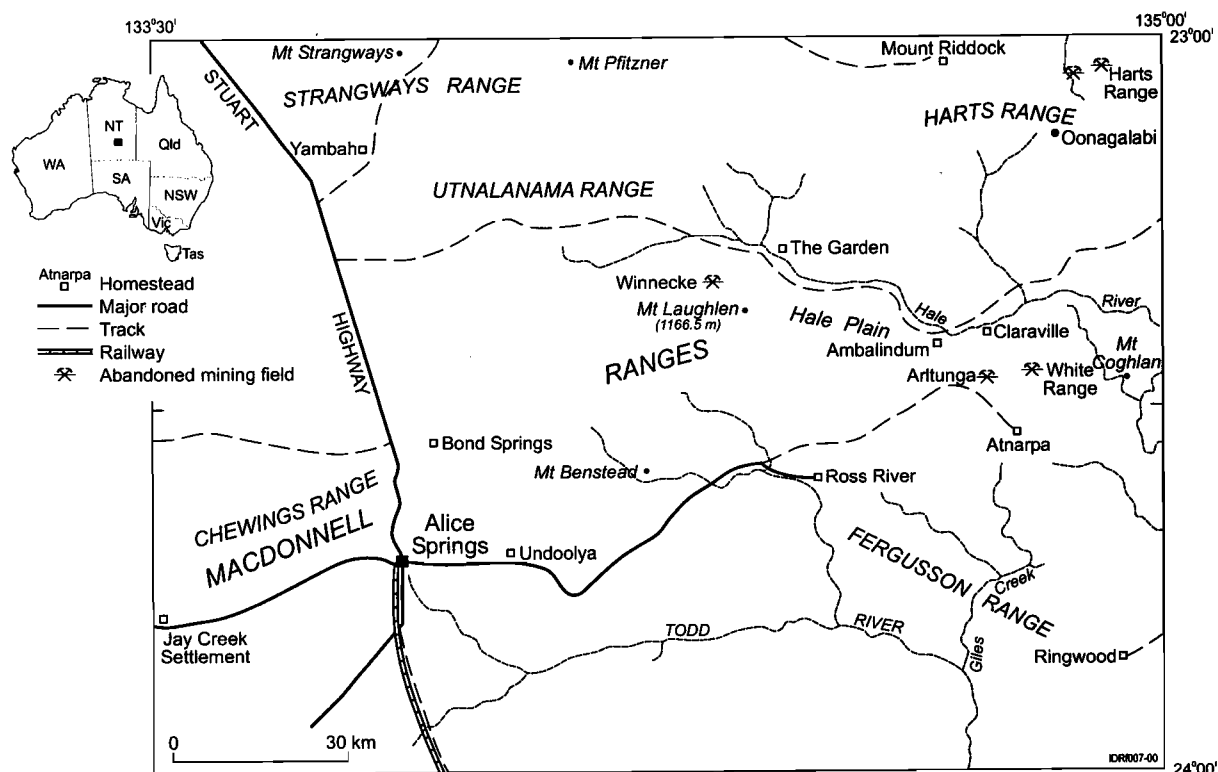 133°30'
135°00'
23°00'
Mt Strangways
Mt Pfitzner
Mount Riddock
STRANGWAYS RANGE
Harts
Range
STUART
HARTS RANGE
Oonagalabi
NT
WA
Qld
SA
NSW
Vic
Tas
Yambah
UTNALANAMA RANGE
The Garden
Atnarpa
Homestead
Major road
Track
Railway
Abandoned mining field
Winnecke
Mt Laughlen
(1166.5 m)
Hale Plain
Hale
River
HIGHWAY
RANGES
Ambalindum
Claraville
Mt
Coghlan
Arltunga
White
Range
Bond Springs
Atnarpa
Mt Benstead
Ross River
CHEWINGS RANGE
MACDONNELL
Alice
Springs
Undoolya
FERGUSSON RANGE
Creek
Giles
Jay Creek
Settlement
TODD
RIVER
Ringwood
0
30 km
IDRf007-00
24°00'